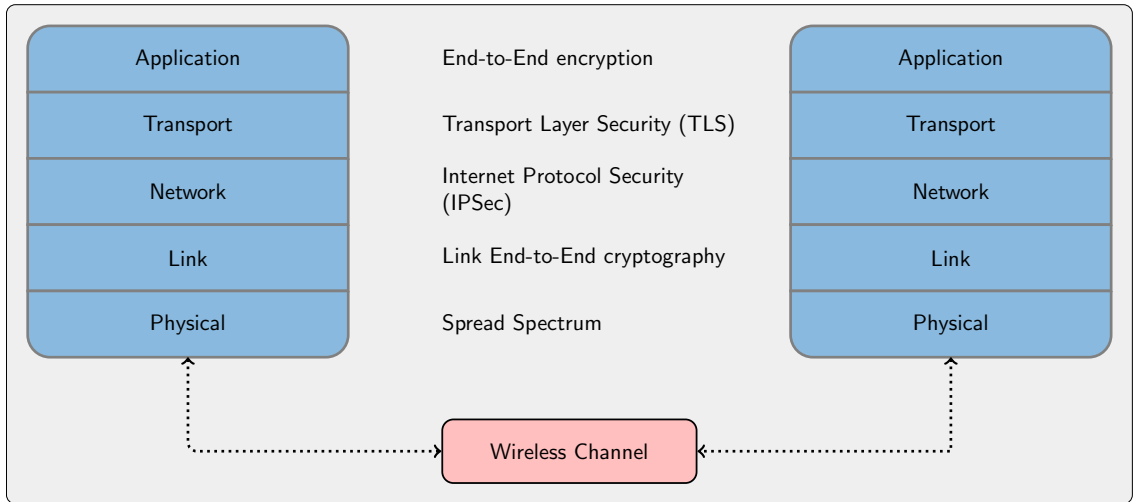 Application
End-to-End encryption
Application
Transport
Transport Layer Security (TLS)
Transport
Network
Internet Protocol Security
(IPSec)
Network
Link
Link End-to-End cryptography
Link
Physical
Spread Spectrum
Physical
Wireless Channel